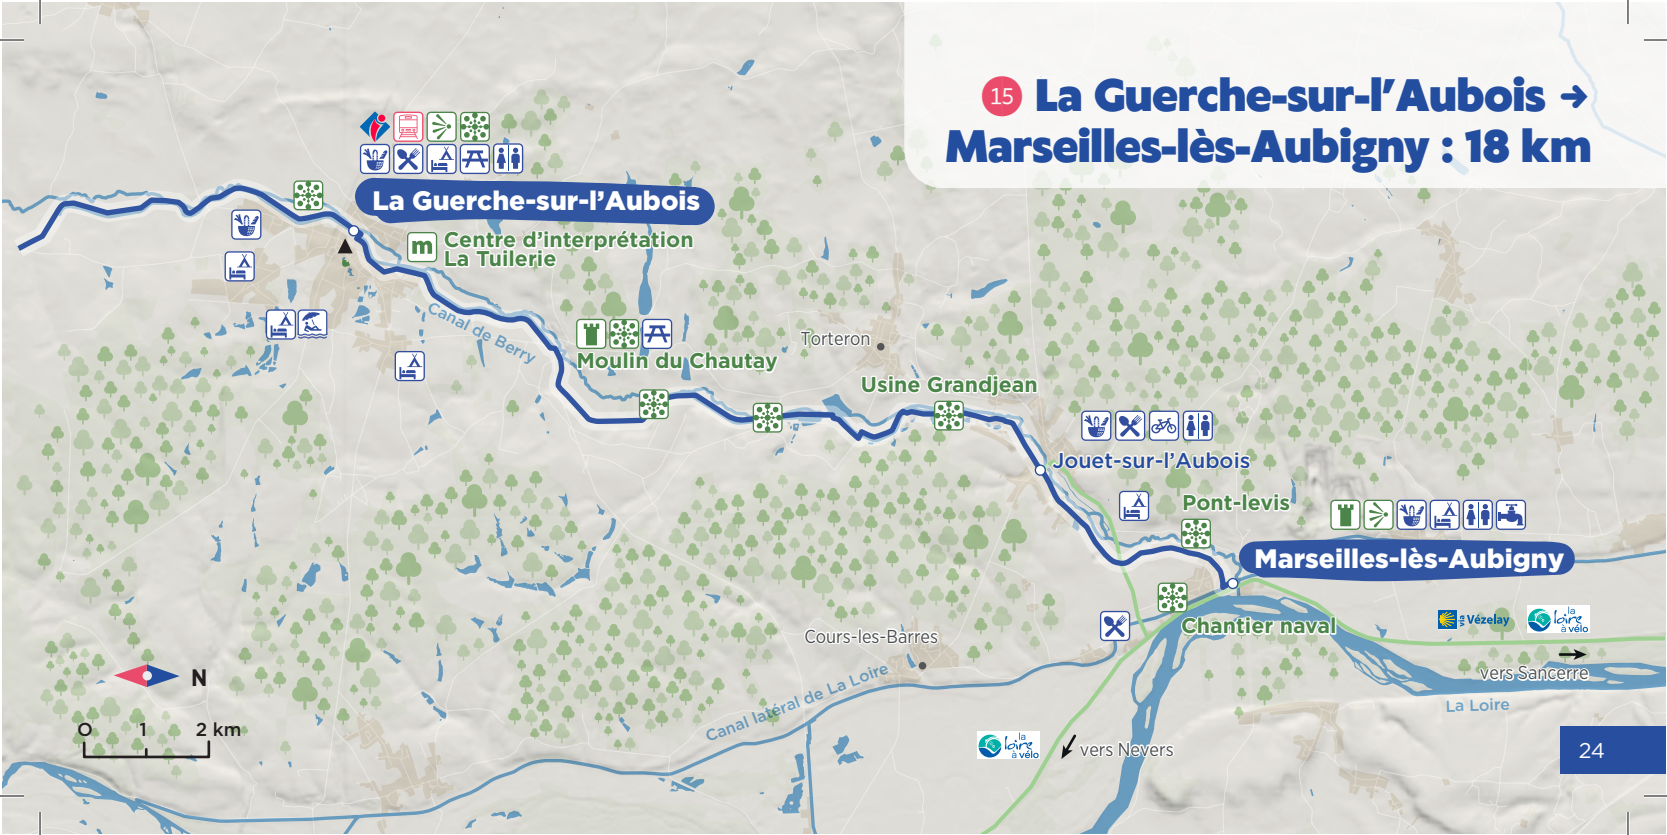 15 La Guerche-sur-l'Aubois →
Marseilles-lès-Aubigny : 18 km
La Guerche-sur-l'Aubois
m Centre d'interprétation
La Tuilerie
Canal de Berry
Moulin du Chautay
Torteron
Usine Grandjean
Jouet-sur-l'Aubois
Pont-levis
Marseilles-lès-Aubigny
Chantier naval
via Vézelay
la
loire
à vélo
Cours-les-Barres
vers Sancerre
Canal latéral de La Loire
La Loire
N
0 1 2 km
la
loire
à vélo
vers Nevers
24